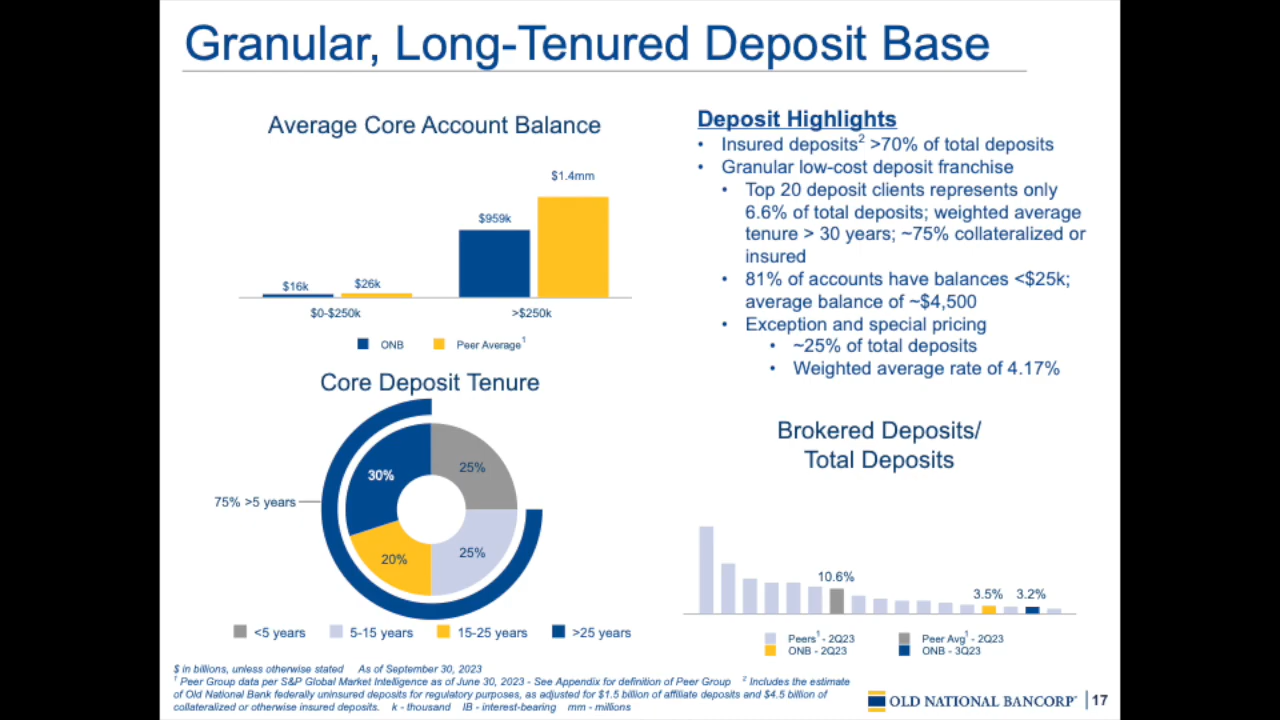 Granular, Long-Tenured Deposit Base
Average Core Account Balance
$1.4mm
$959k
$16k
$26k
$0-$250k
>$250k
ONB
Peer Average1
Core Deposit Tenure
30%
25%
75% >5 years
20%
25%
<5 years
5-15 years
15-25 years
>25 years
Deposit Highlights
• Insured deposits2 >70% of total deposits
• Granular low-cost deposit franchise
• Top 20 deposit clients represents only
6.6% of total deposits; weighted average
tenure > 30 years; ~75% collateralized or
insured
• 81% of accounts have balances <$25k;
average balance of ~$4,500
• Exception and special pricing
• ~25% of total deposits
• Weighted average rate of 4.17%
Brokered Deposits/
Total Deposits
10.6%
3.5%
3.2%
Peers1 - 2Q23
Peer Avg1 - 2Q23
ONB - 2Q23
ONB - 3Q23
$ in billions, unless otherwise stated As of September 30, 2023
1 Peer Group data per S&P Global Market Intelligence as of June 30, 2023 - See Appendix for definition of Peer Group 2 Includes the estimate
of Old National Bank federally uninsured deposits for regulatory purposes, as adjusted for $1.5 billion of affiliate deposits and $4.5 billion of
collateralized or otherwise insured deposits. k - thousand IB - interest-bearing mm - millions
OLD NATIONAL BANCORP® | 17